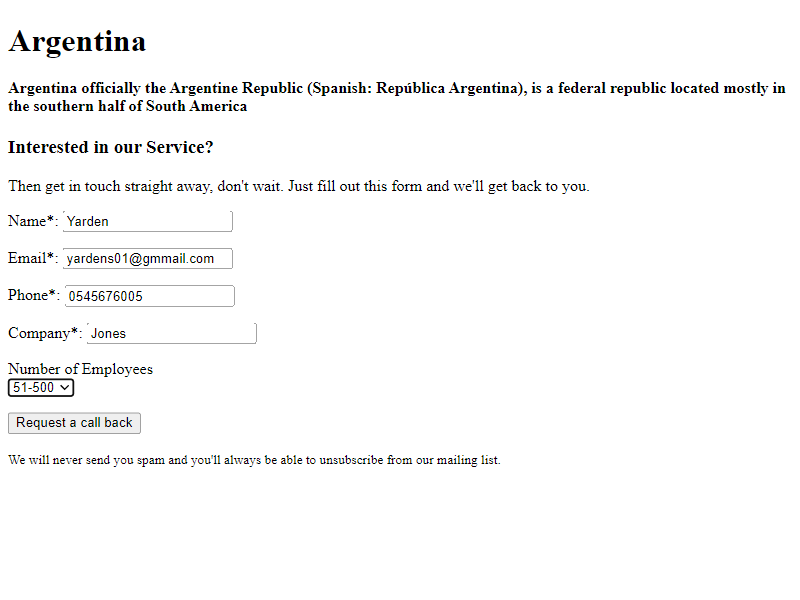 Argentina
Argentina officially the Argentine Republic (Spanish: República Argentina), is a federal republic located mostly in
the southern half of South America
Interested in our Service?
Then get in touch straight away, don't wait. Just fill out this form and we'll get back to you.
Name*: Yarden
Email*: yardens01@gmmail.com
Phone*: 0545676005
Company*: Jones
Number of Employees
51-500
Request a call back
We will never send you spam and you'll always be able to unsubscribe from our mailing list.